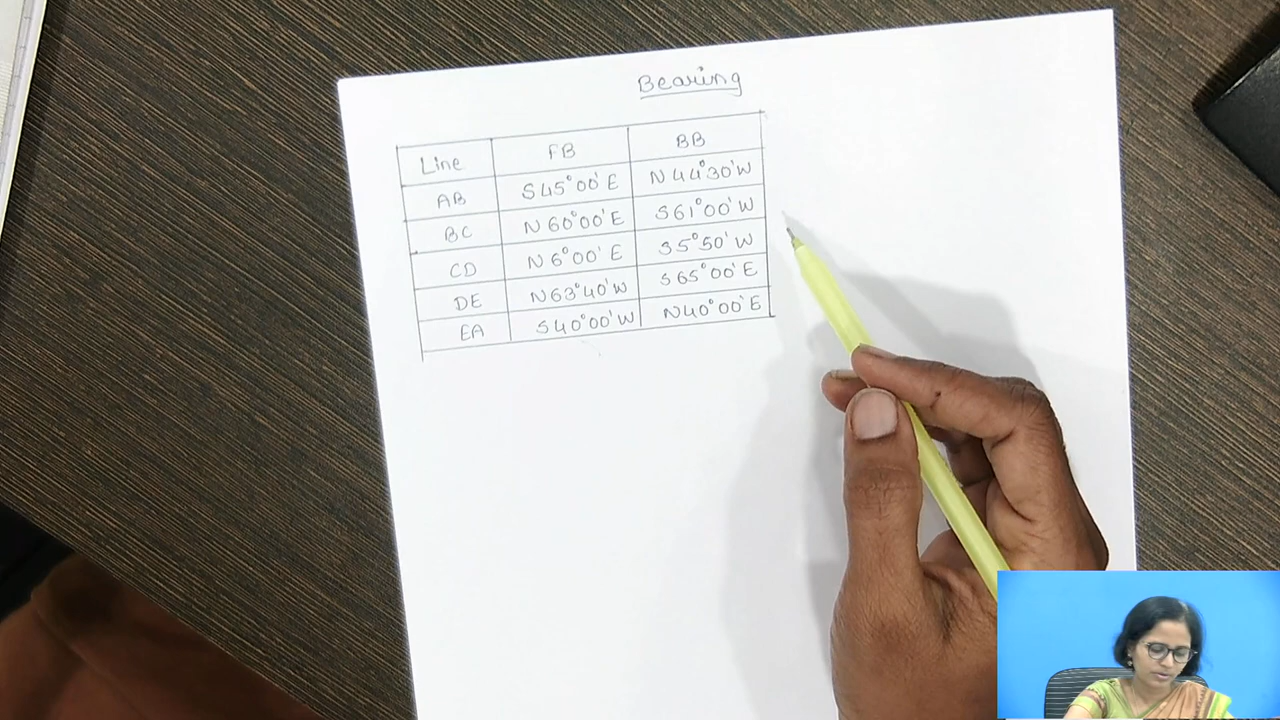 Bearing
Line FB BB
AB S45°00'E N44°30'W
BC N60°00'E S61°00'W
CD N6°00'E S5°50'W
DE N63°40'W S65°00'E
EA S40°00'W N40°00'E